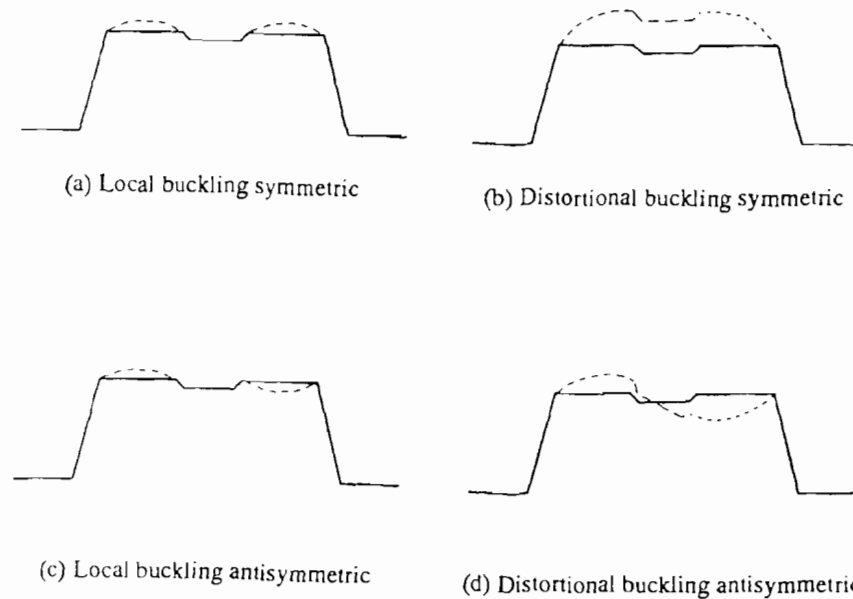 (a) Local buckling symmetric
(b) Distortional buckling symmetric
(c) Local buckling antisymmetric
(d) Distortional buckling antisymmetric